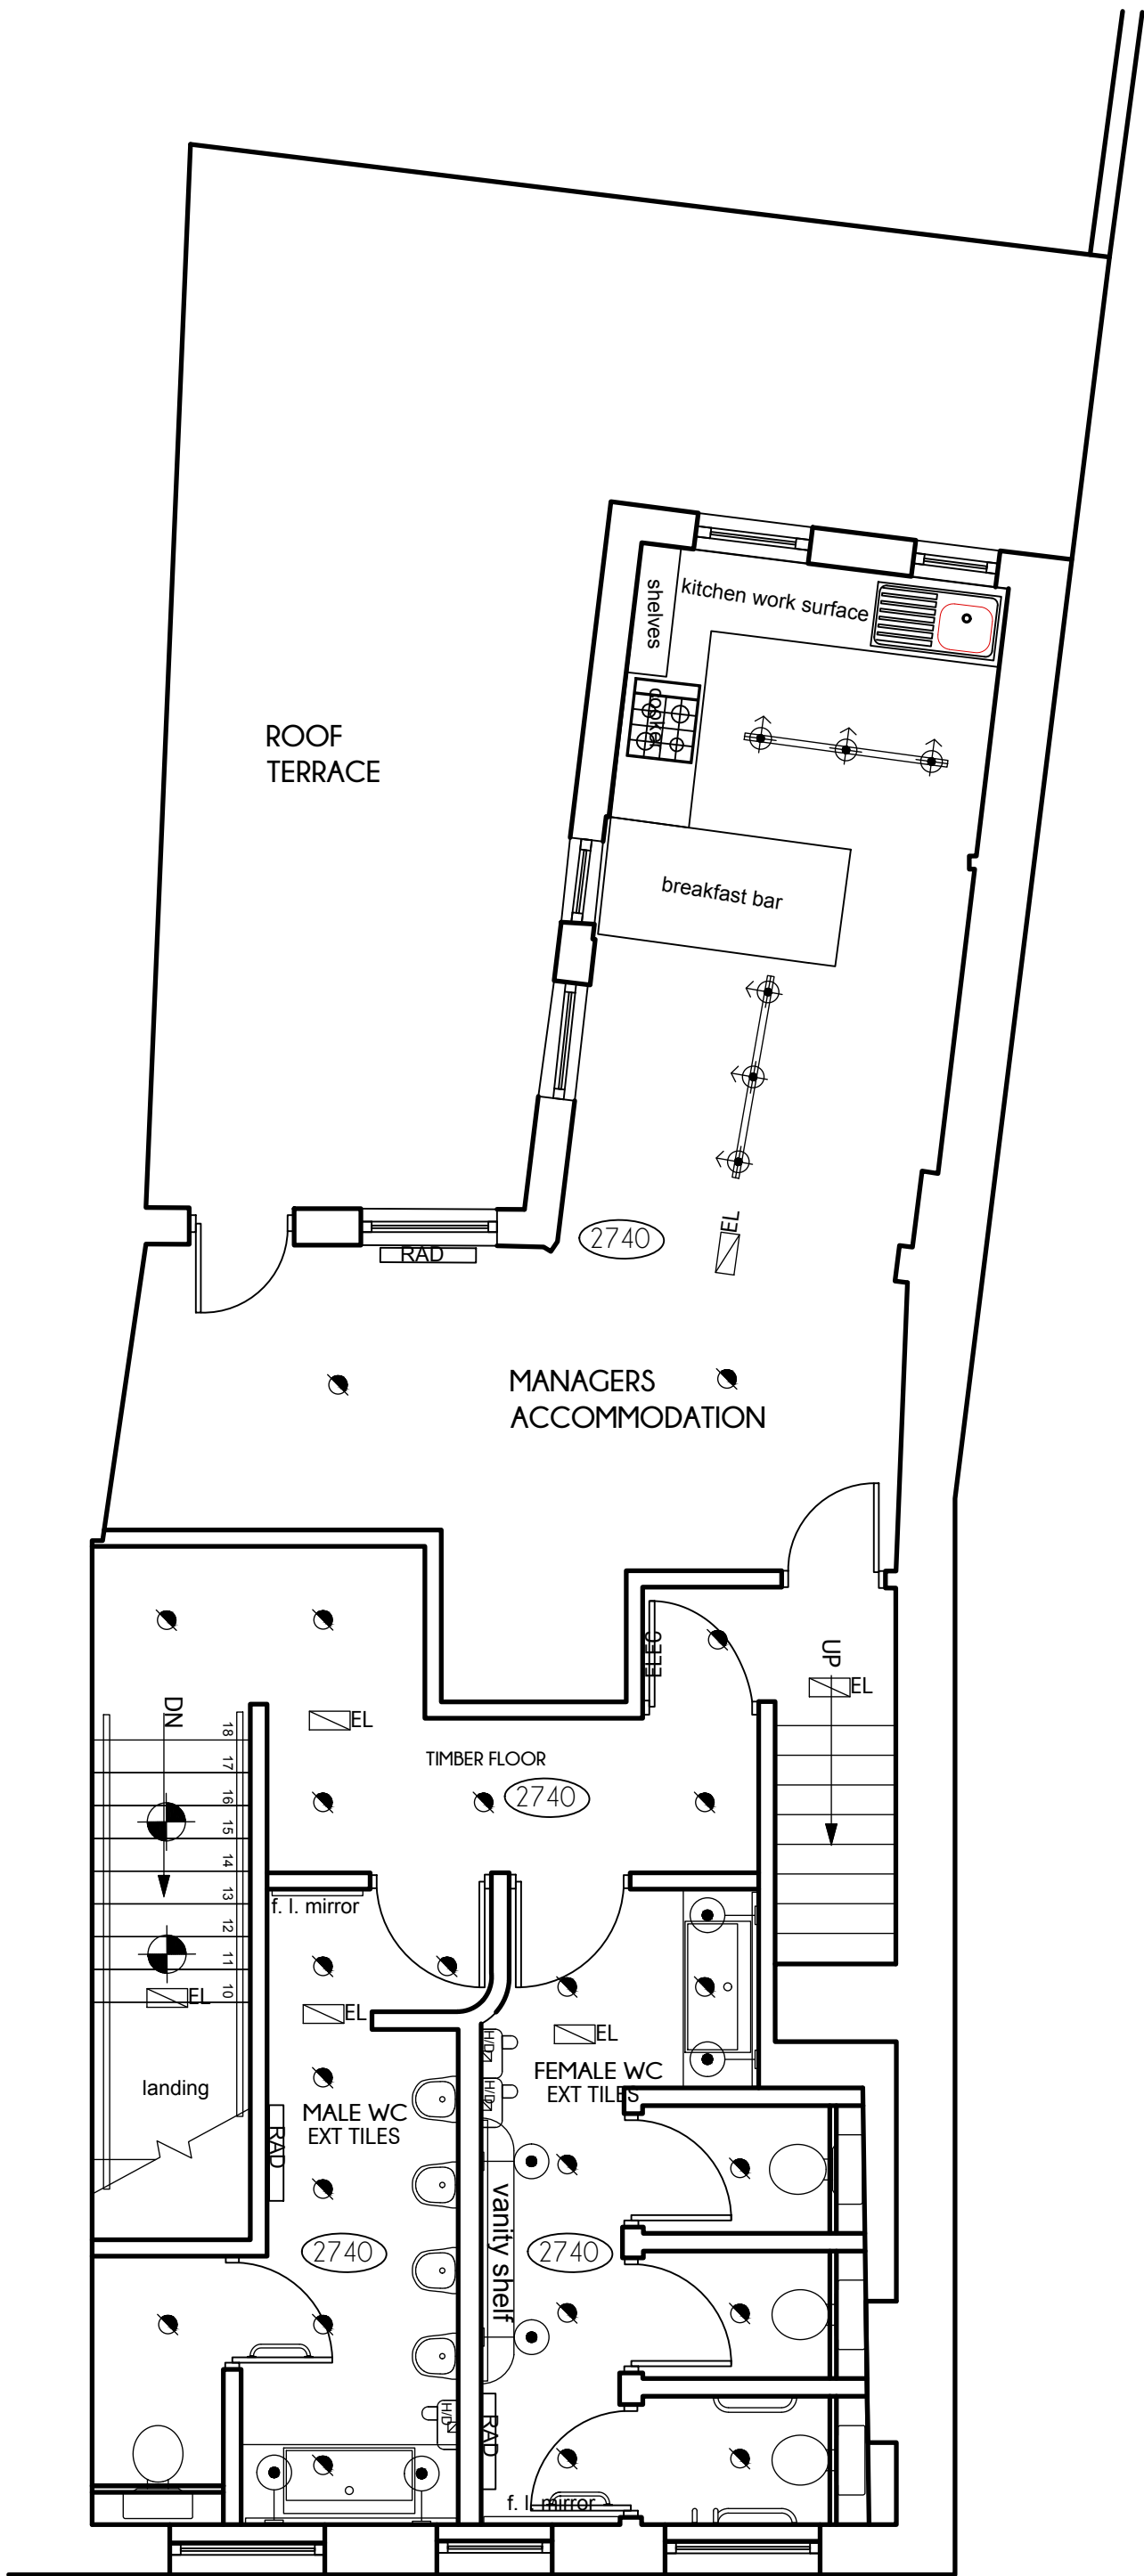 shelves
kitchen work surface
cooker
ROOF
TERRACE
breakfast bar
EL
2740
RAD
MANAGERS
ACCOMMODATION
ELEC
UP
EL
DN
EL
18
17
TIMBER FLOOR
2740
16
15
14
13
f. l. mirror
12
11
10
EL
EL
EL
H/D
FEMALE WC
EXT TILES
H/D
landing
MALE WC
EXT TILES
RAD
vanity shelf
2740
2740
H/D
RAD
f. l. mirror